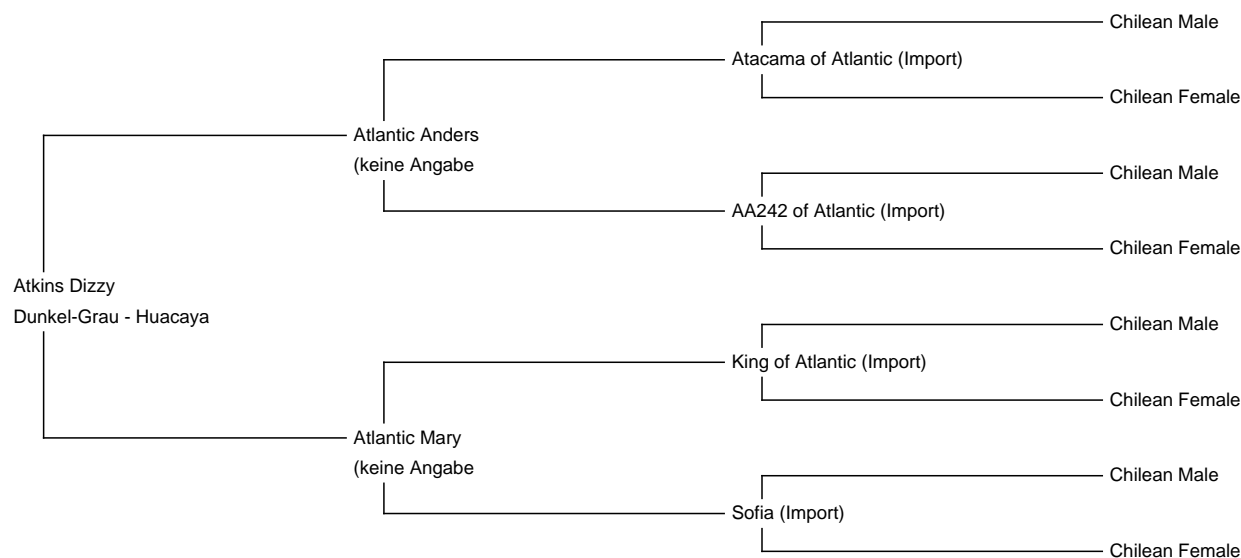 Chilean Male
Atacama of Atlantic (Import)
Chilean Female
Atlantic Anders
(keine Angabe
Chilean Male
AA242 of Atlantic (Import)
Chilean Female
Atkins Dizzy
Dunkel-Grau - Huacaya
Chilean Male
King of Atlantic (Import)
Chilean Female
Atlantic Mary
(keine Angabe
Chilean Male
Sofia (Import)
Chilean Female